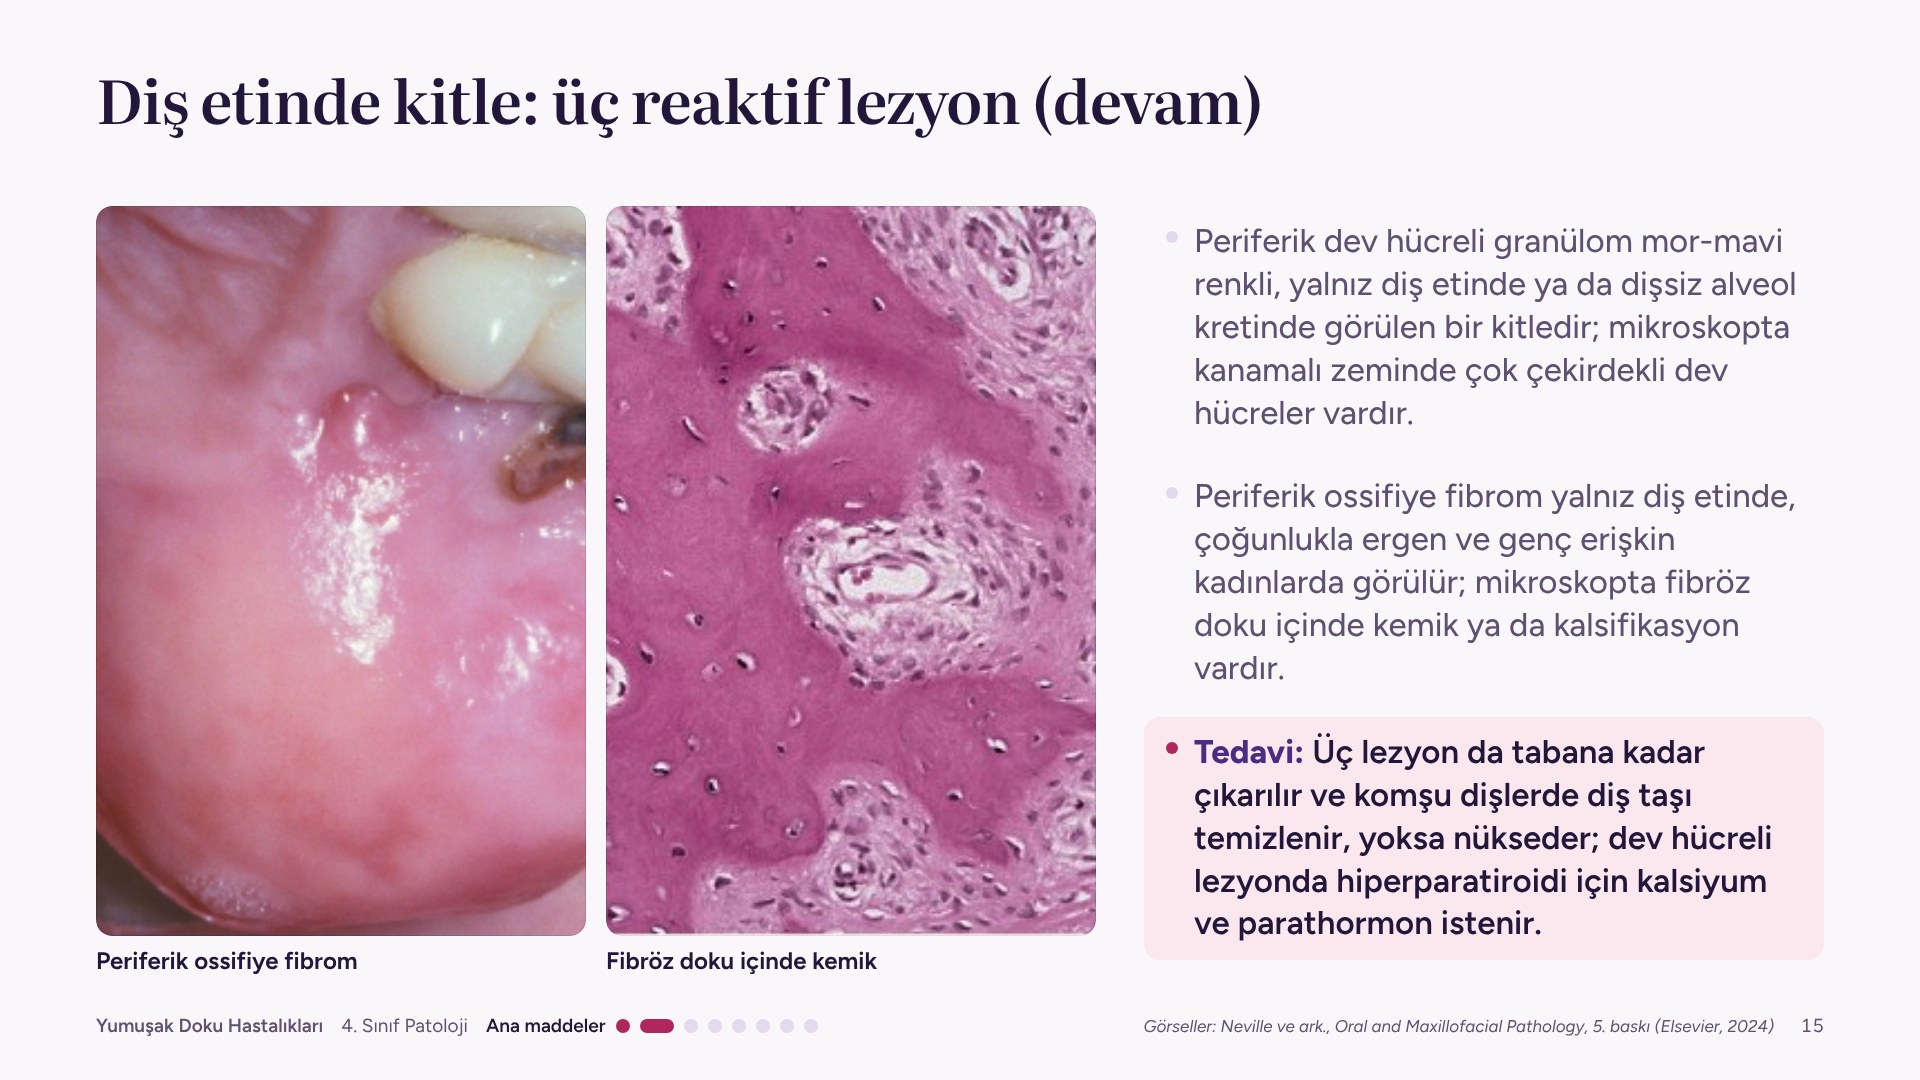 Diş etinde kitle: üç reaktif lezyon (devam)
Periferik dev hücreli granülom mor-mavi
renkli, yalnız diş etinde ya da dişsiz alveol
kretinde görülen bir kitledir; mikroskopta
kanamalı zeminde çok çekirdekli dev
hücreler vardır.
Periferik ossifiye fibrom yalnız diş etinde,
çoğunlukla ergen ve genç erişkin
kadınlarda görülür; mikroskopta fibröz
doku içinde kemik ya da kalsifikasyon
vardır.
Tedavi: Üç lezyon da tabana kadar
çıkarılır ve komşu dişlerde diş taşı
temizlenir, yoksa nükseder; dev hücreli
lezyonda hiperparatiroidi için kalsiyum
ve parathormon istenir.
Periferik ossifiye fibrom
Fibröz doku içinde kemik
Yumuşak Doku Hastalıkları 4. Sınıf Patoloji Ana maddeler
Görseller: Neville ve ark., Oral and Maxillofacial Pathology, 5. baskı (Elsevier, 2024) 15